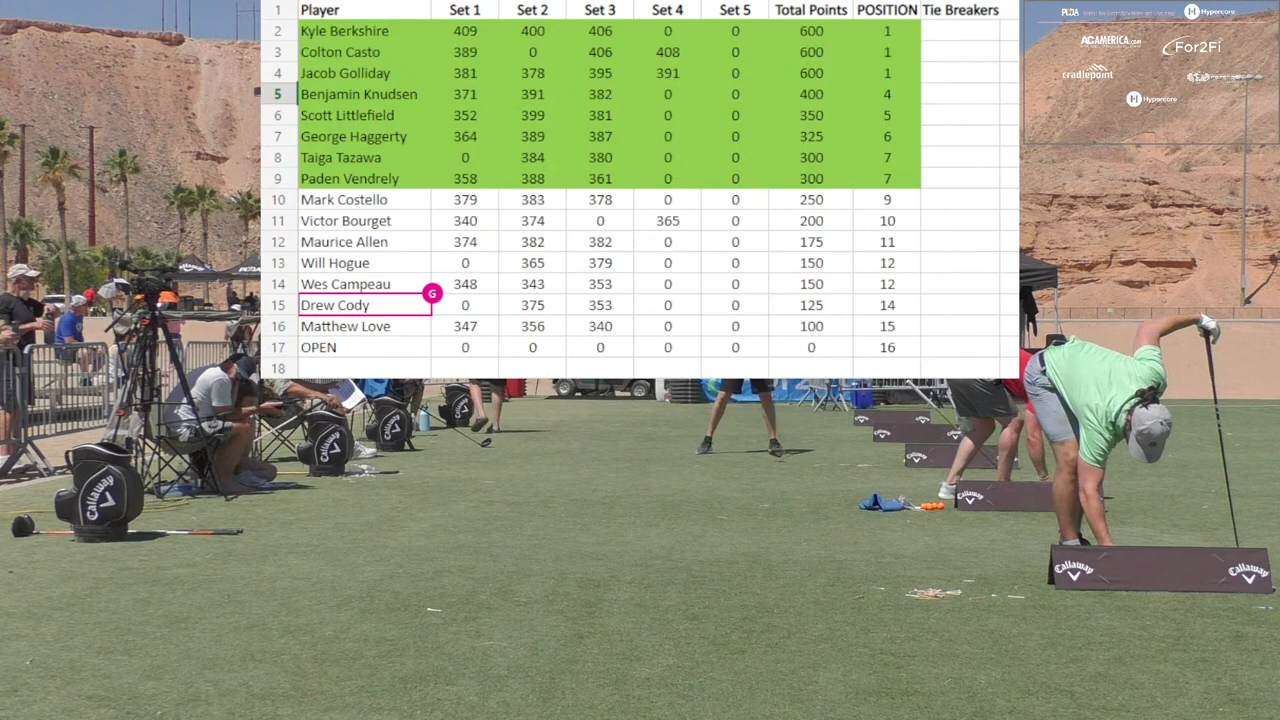 1 Player Set 1 Set 2 Set 3 Set 4 Set 5 Total Points POSITION Tie Breakers
2 Kyle Berkshire 409 400 406 0 0 600 1
3 Colton Casto 389 0 406 408 0 600 1
4 Jacob Golliday 381 378 395 391 0 600 1
5 Benjamin Knudsen 371 391 382 0 0 400 4
6 Scott Littlefield 352 399 381 0 0 350 5
7 George Haggerty 364 389 387 0 0 325 6
8 Taiga Tazawa 0 384 380 0 0 300 7
9 Paden Vendrely 358 388 361 0 0 300 7
10 Mark Costello 379 383 378 0 0 250 9
11 Victor Bourget 340 374 0 365 0 200 10
12 Maurice Allen 374 382 382 0 0 175 11
13 Will Hogue 0 365 379 0 0 150 12
14 Wes Campeau 348 343 353 0 0 150 12
G
15 Drew Cody 0 375 353 0 0 125 14
16 Matthew Love 347 356 340 0 0 100 15
17 OPEN 0 0 0 0 0 0 16
18
Hypercore
ACAMERICA.com
For2Fi
cradlepoint
Hypercore
Callaway
Callaway
Callaway
Callaway
Callaway
Callaway